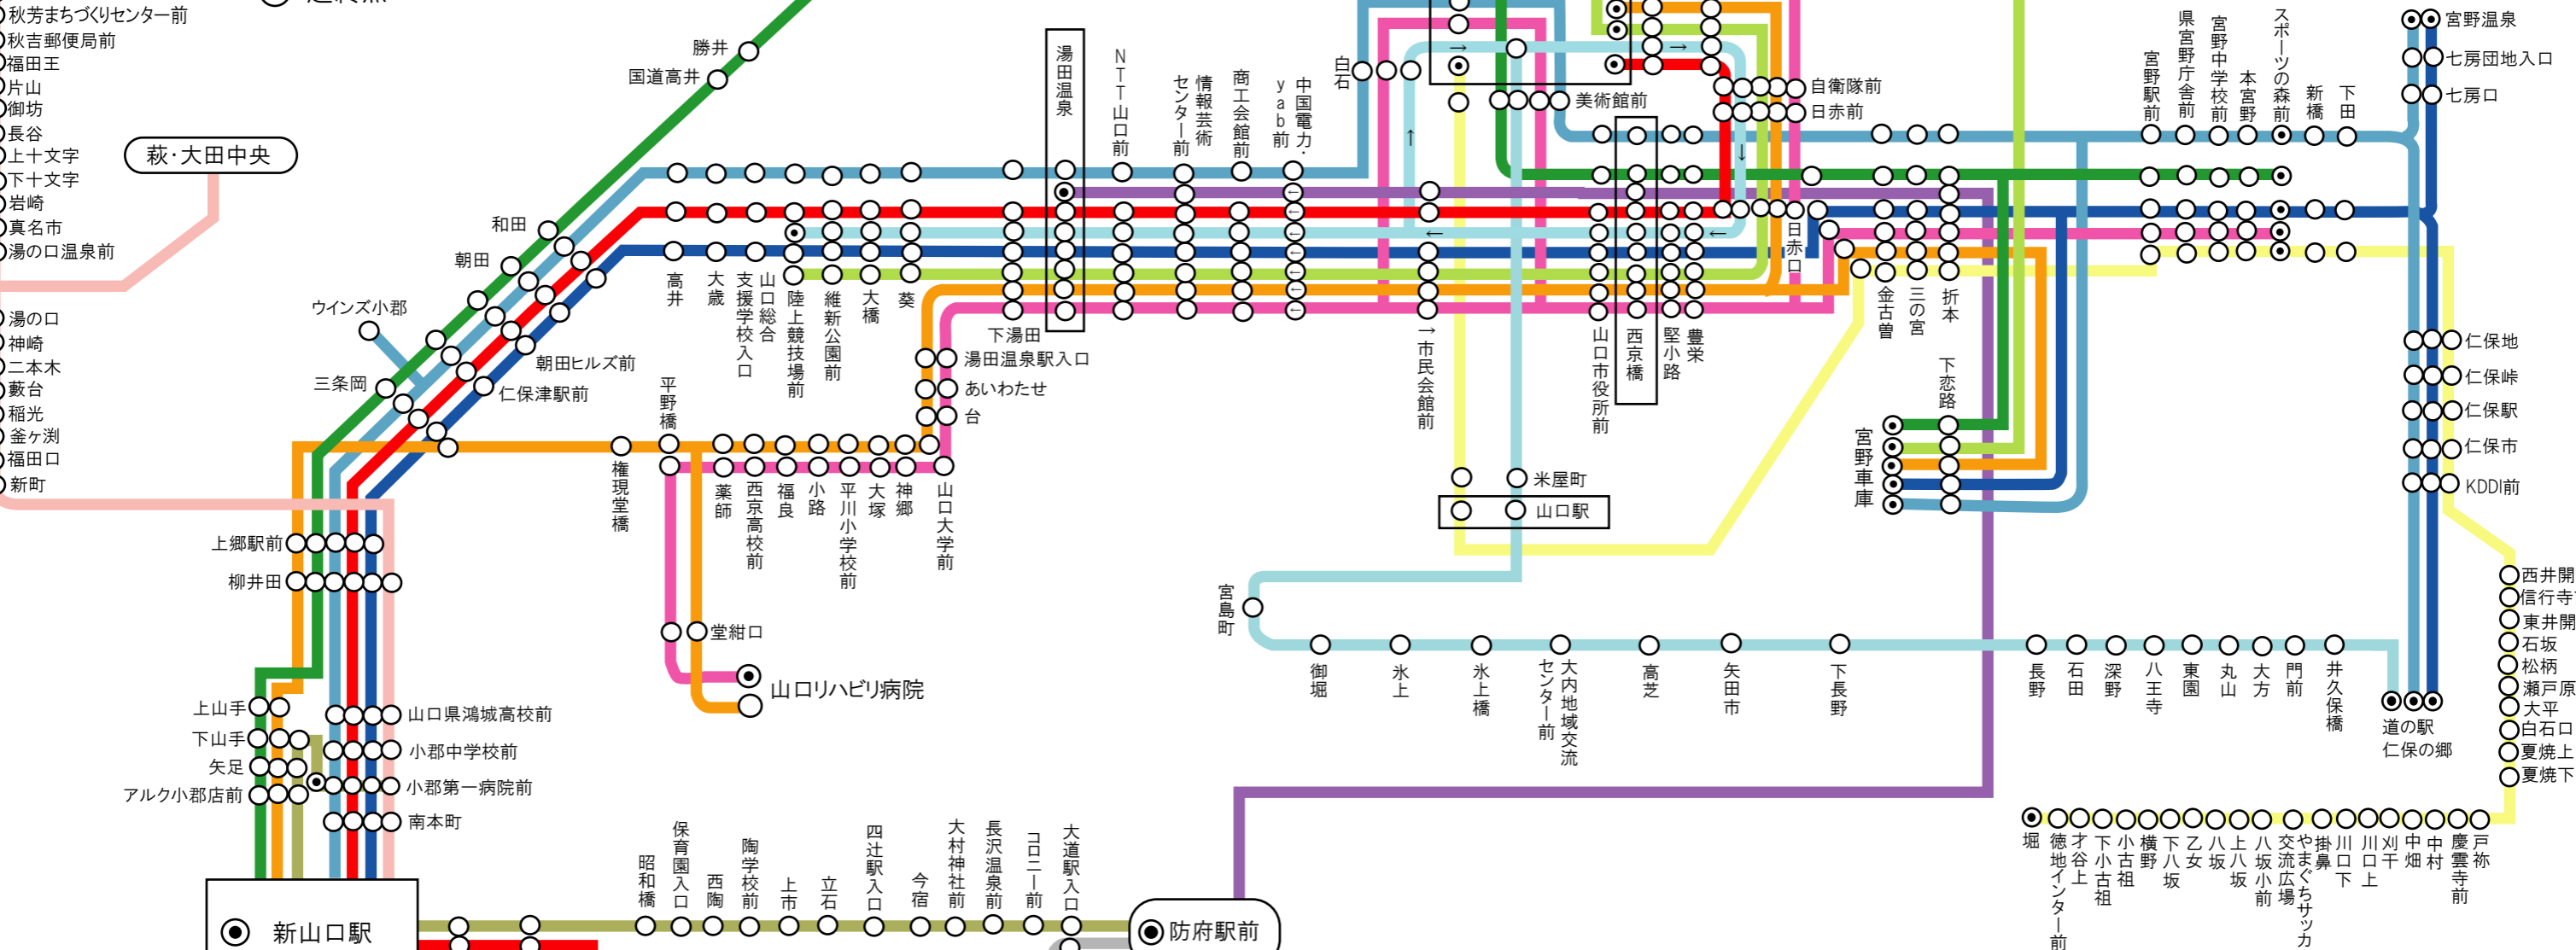 秋芳まちづくりセンター前
秋吉郵便局前
福田王
片山
御坊
長谷
上十文字
下十文字
岩崎
真名市
湯の口温泉前
湯の口
神崎
二本木
藪台
稲光
釜ヶ渕
福田口
新町
萩・大田中央
勝井
国道高井
和田
朝田
ウインズ小郡
三条岡
朝田ヒルズ前
仁保津駅前
上郷駅前
柳井田
上山手
下山手
矢足
アルク小郡店前
山口県鴻城高校前
小郡中学校前
小郡第一病院前
南本町
新山口駅
高井
大歳
山口総合
支援学校入口
陸上競技場前
維新公園前
大橋
葵
下湯田
湯田温泉
NTT山口前
情報芸術
センター前
商工会館前
中国電力・
yab前
白石
→市民会館前
美術館前
山口市役所前
西京橋
堅小路
豊栄
自衛隊前
日赤前
日赤口
金古曽
三の宮
折本
下恋路
宮野車庫
宮野駅前
県宮野庁舎前
宮野中学校前
本宮野
スポーツの森前
新橋
下田
宮野温泉
七房団地入口
七房口
仁保地
仁保峠
仁保駅
仁保市
KDDI前
湯田温泉駅入口
あいわたせ
台
権現堂橋
平野橋
薬師
西京高校前
福良
小路
平川小学校前
大塚
神郷
山口大学前
堂紺口
山口リハビリ病院
米屋町
山口駅
宮島町
御堀
氷上
氷上橋
大内地域交流
センター前
高芝
矢田市
下長野
長野
石田
深野
八王寺
東園
丸山
大方
門前
井久保橋
道の駅
仁保の郷
西井開
信行寺
東井開
石坂
松柄
瀬戸原
大平
白石口
夏焼上
夏焼下
堀
徳地インター前
才谷上
下小古祖
小古祖
横野
下八坂
乙女
八坂
上八坂
八坂小前
やまぐちサッカ
交流広場
掛鼻
川口下
川口上
刈干
中畑
中村
慶雲寺前
戸祢
昭和橋
保育園入口
西陶
陶学校前
上市
立石
四辻駅入口
今宿
大村神社前
長沢温泉前
コロニー前
大道駅入口
防府駅前